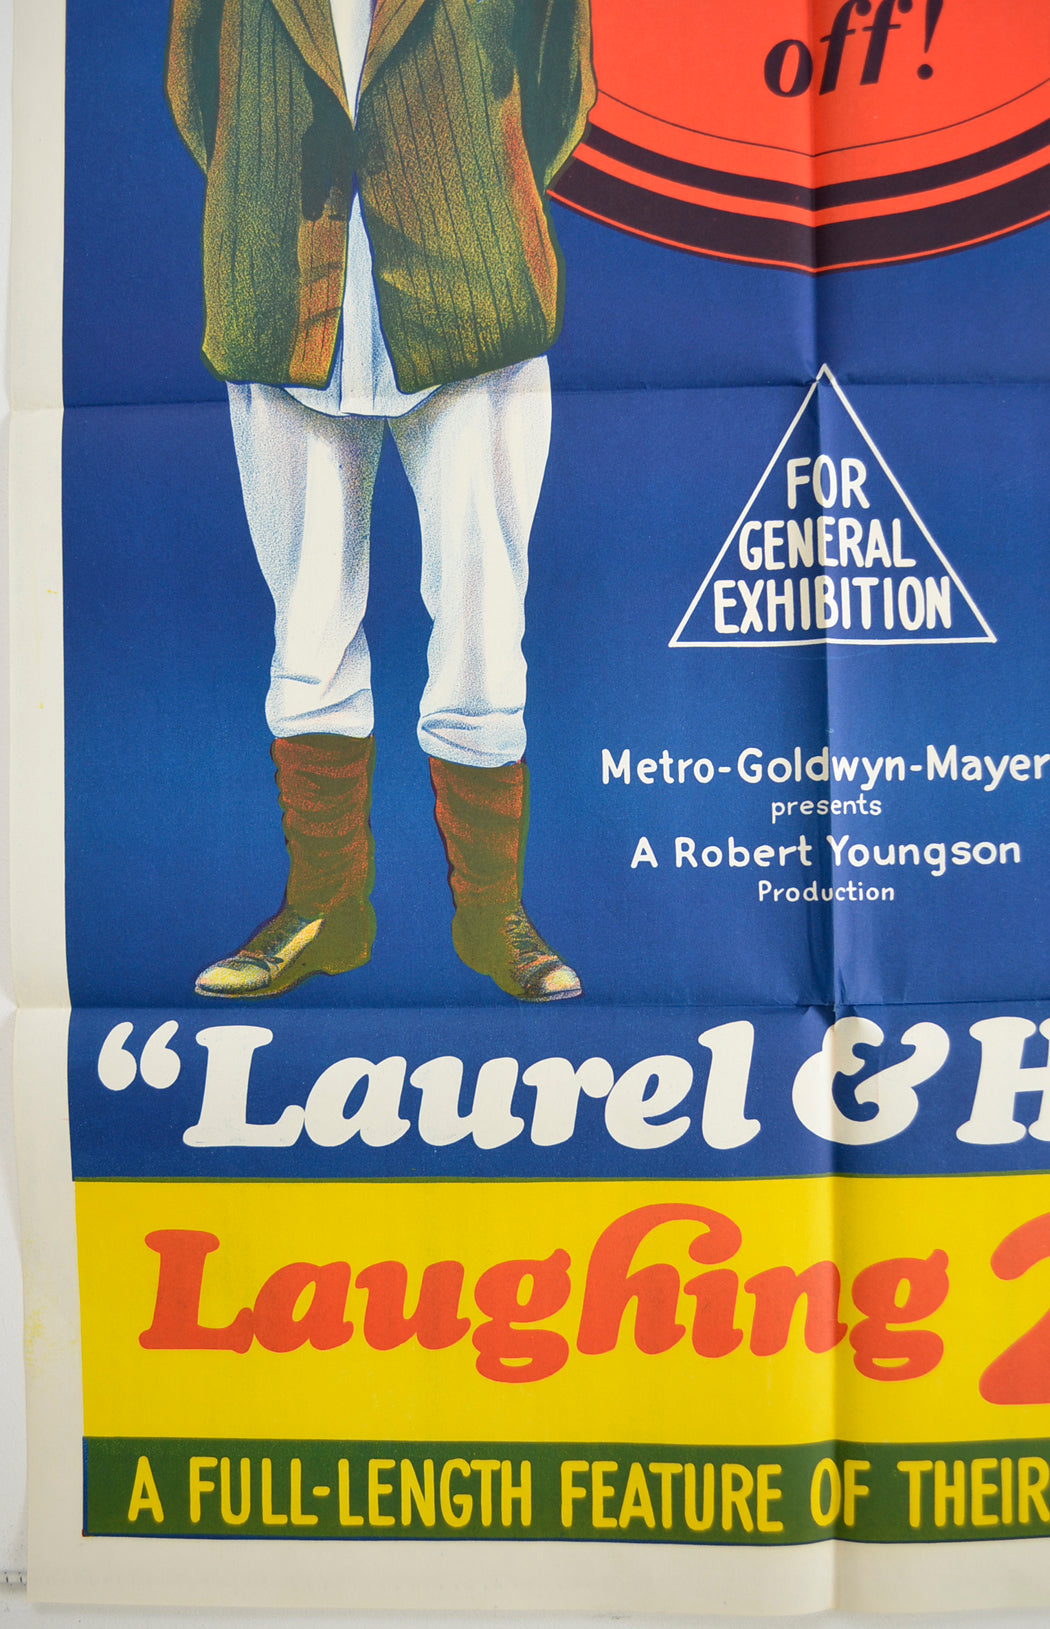 off!
FOR
GENERAL
EXHIBITION
Metro-Goldwyn-Mayer
presents
A Robert Youngson
Production
“Laurel & H
Laughing 2
A FULL-LENGTH FEATURE OF THEIR